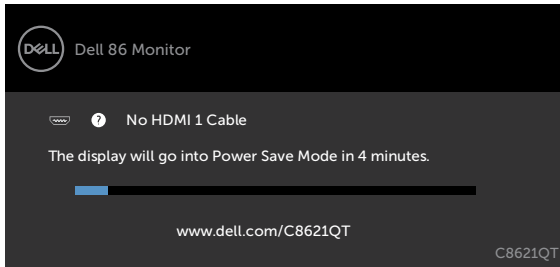 DELL Dell 86 Monitor
? No HDMI 1 Cable
The display will go into Power Save Mode in 4 minutes.
www.dell.com/C8621QT
C8621QT